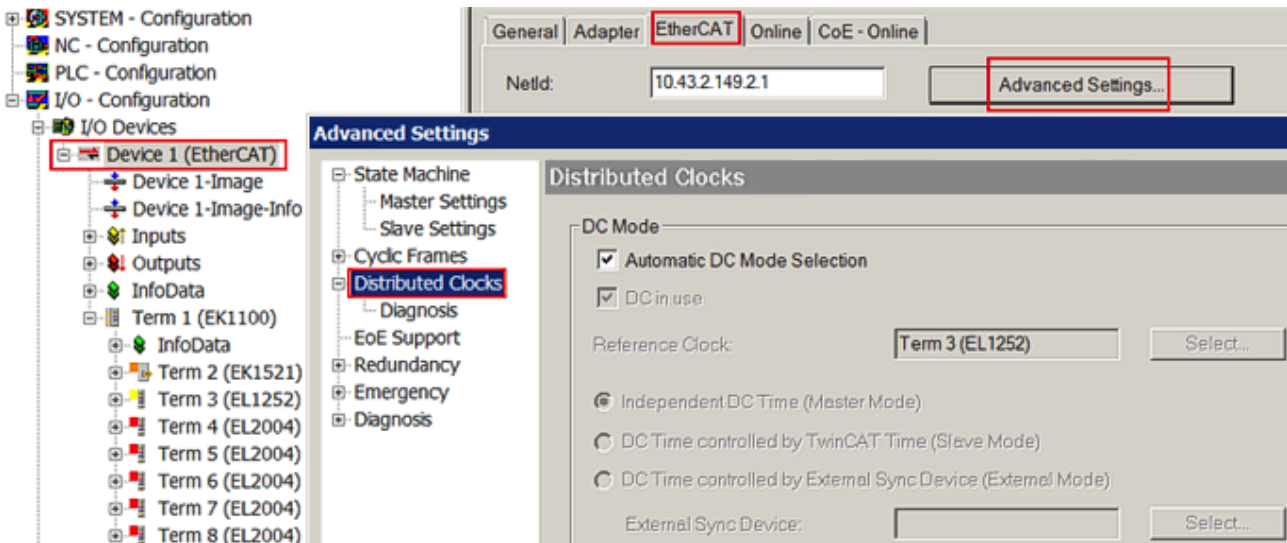 SYSTEM - Configuration
NC - Configuration
PLC - Configuration
I/O - Configuration
I/O Devices
Device 1 (EtherCAT)
Device 1-Image
Device 1-Image-Info
Inputs
Outputs
InfoData
Term 1 (EK1100)
InfoData
Term 2 (EK1521)
Term 3 (EL1252)
Term 4 (EL2004)
Term 5 (EL2004)
Term 6 (EL2004)
Term 7 (EL2004)
Term 8 (EL2004)
General Adapter EtherCAT Online CoE - Online
NetId: 10.43.2.149.2.1 Advanced Settings...
Advanced Settings
State Machine
Master Settings
Slave Settings
Cyclic Frames
Distributed Clocks
Diagnosis
EoE Support
Redundancy
Emergency
Diagnosis
Distributed Clocks
DC Mode
Automatic DC Mode Selection
DC in use
Reference Clock: Term 3 (EL1252) Select...
Independent DC Time (Master Mode)
DC Time controlled by TwinCAT Time (Slave Mode)
DC Time controlled by External Sync Device (External Mode)
External Sync Device: Select...